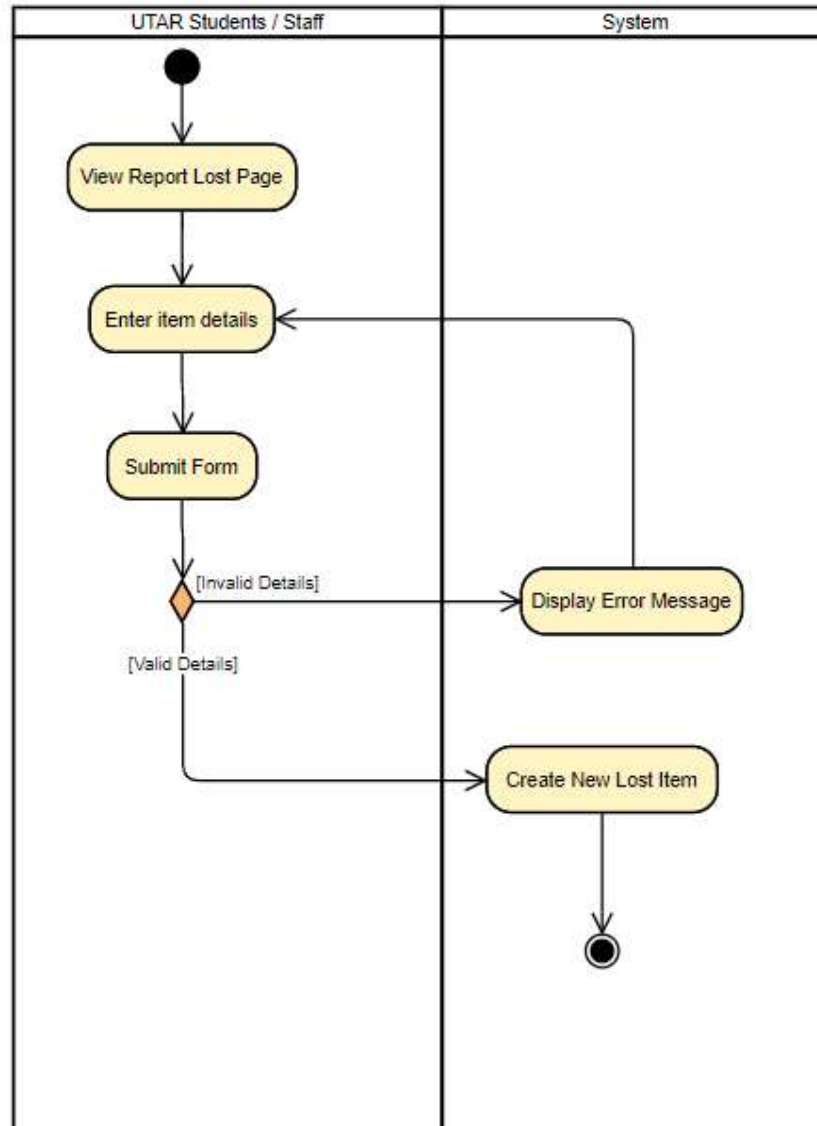 UTAR Students / Staff
System
View Report Lost Page
Enter item details
Submit Form
[Invalid Details]
Display Error Message
[Valid Details]
Create New Lost Item